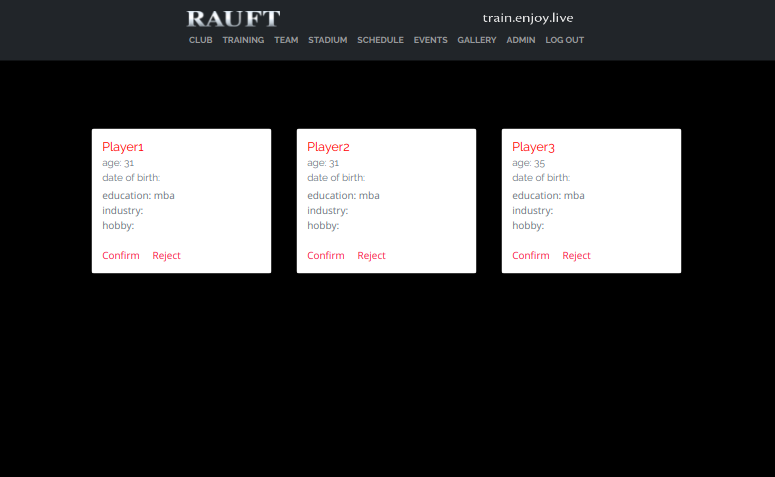 RAUFT train.enjoy.live
CLUB TRAINING TEAM STADIUM SCHEDULE EVENTS GALLERY ADMIN LOG OUT
Player1
age: 31
date of birth:
education: mba
industry:
hobby:
Confirm Reject
Player2
age: 31
date of birth:
education: mba
industry:
hobby:
Confirm Reject
Player3
age: 35
date of birth:
education: mba
industry:
hobby:
Confirm Reject